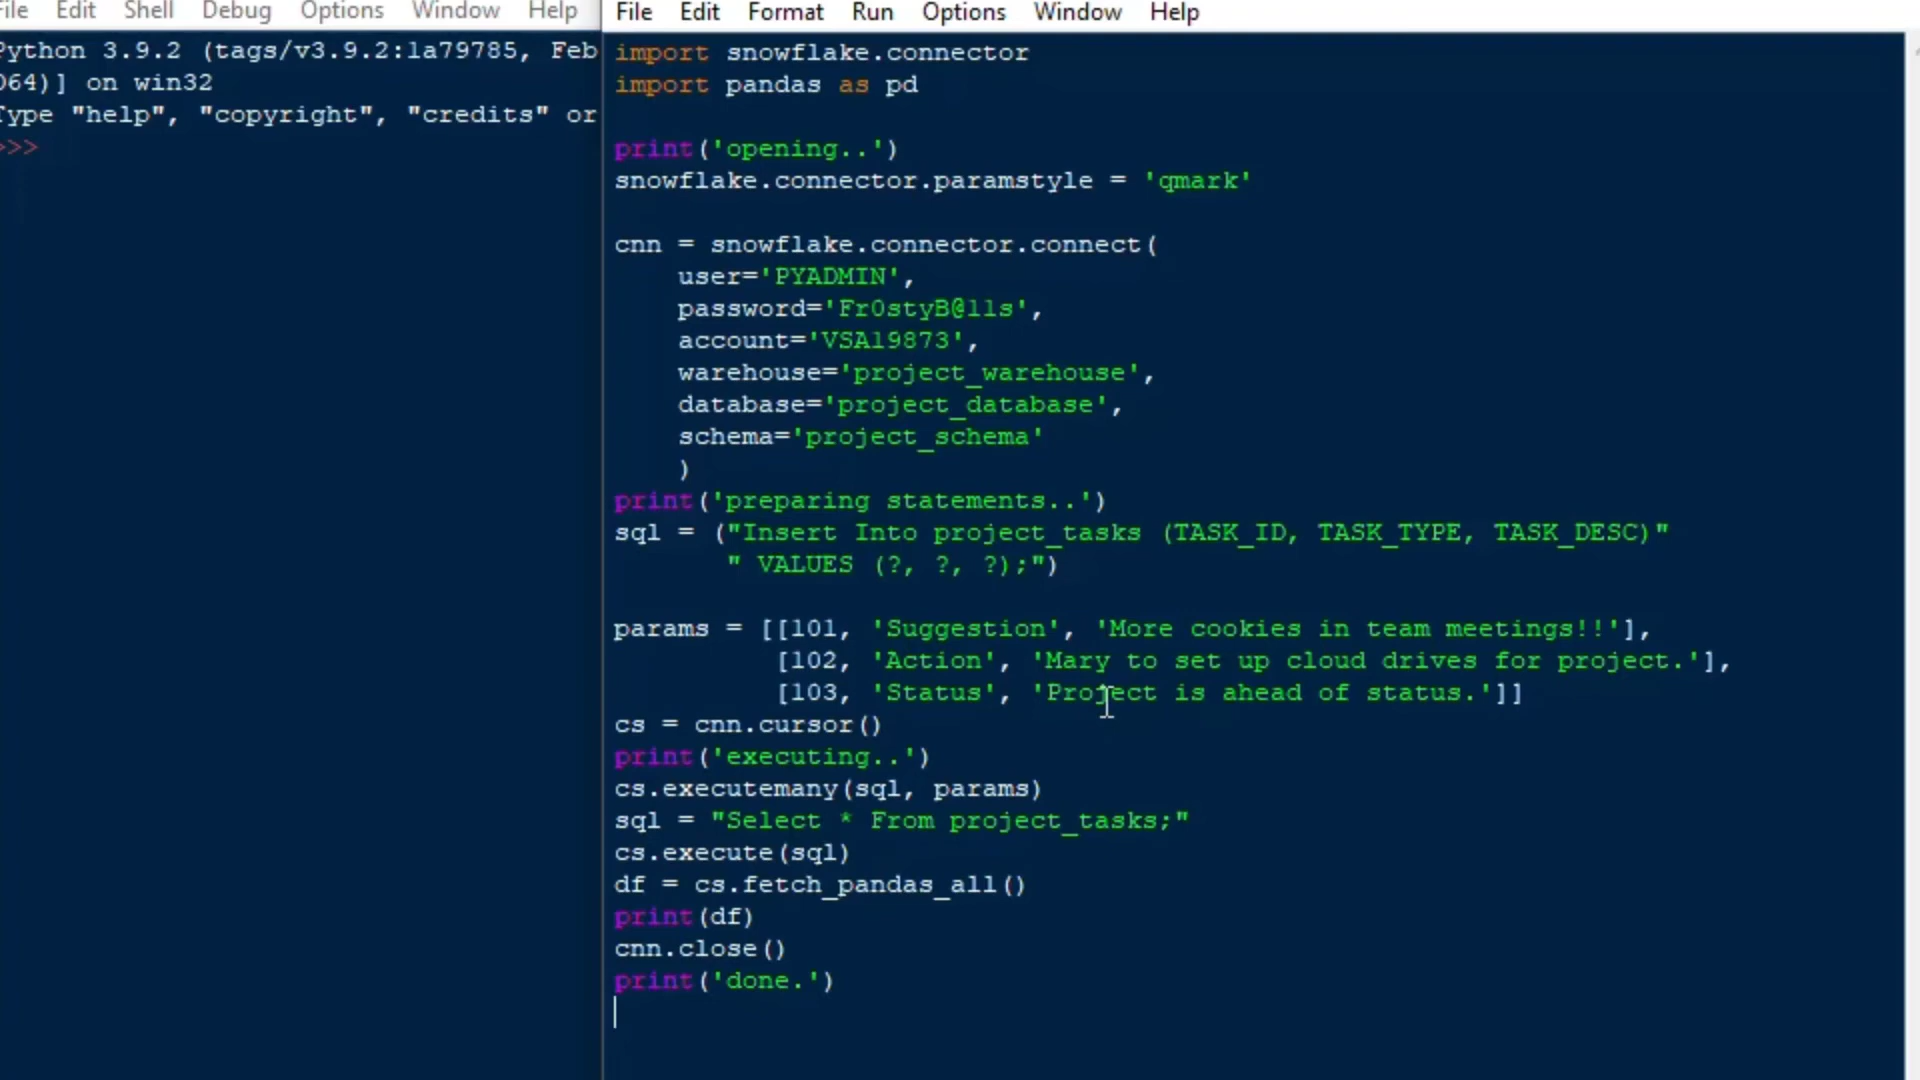 File Edit Shell Debug Options Window Help
Python 3.9.2 (tags/v3.9.2:1a79785, Feb
D64)] on win32
Type "help", "copyright", "credits" or
>>>
File Edit Format Run Options Window Help
import snowflake.connector
import pandas as pd
print('opening..')
snowflake.connector.paramstyle = 'qmark'
cnn = snowflake.connector.connect(
user='PYADMIN',
password='Fr0styB@lls',
account='VSA19873',
warehouse='project_warehouse',
database='project_database',
schema='project_schema'
)
print('preparing statements..')
sql = ("Insert Into project_tasks (TASK_ID, TASK_TYPE, TASK_DESC)"
" VALUES (?, ?, ?);")
params = [[101, 'Suggestion', 'More cookies in team meetings!!'],
[102, 'Action', 'Mary to set up cloud drives for project.'],
[103, 'Status', 'Project is ahead of status.']]
cs = cnn.cursor()
print('executing..')
cs.executemany(sql, params)
sql = "Select * From project_tasks;"
cs.execute(sql)
df = cs.fetch_pandas_all()
print(df)
cnn.close()
print('done.')